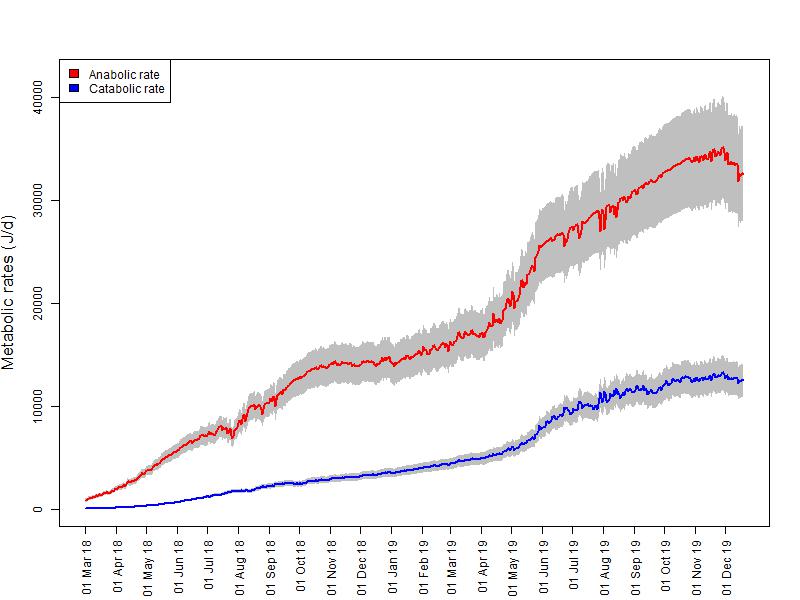 Anabolic rate
Catabolic rate
Metabolic rates (J/d)
40000
30000
20000
10000
0
01 Mar 18
01 Apr 18
01 May 18
01 Jun 18
01 Jul 18
01 Aug 18
01 Sep 18
01 Oct 18
01 Nov 18
01 Dec 18
01 Jan 19
01 Feb 19
01 Mar 19
01 Apr 19
01 May 19
01 Jun 19
01 Jul 19
01 Aug 19
01 Sep 19
01 Oct 19
01 Nov 19
01 Dec 19